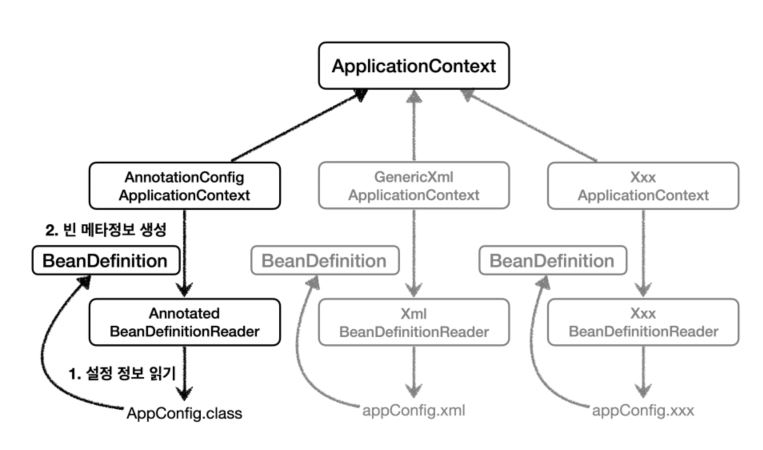 ApplicationContext
AnnotationConfig
ApplicationContext
GenericXml
ApplicationContext
Xxx
ApplicationContext
2. 빈 메타정보 생성
BeanDefinition
BeanDefinition
BeanDefinition
Annotated
BeanDefinitionReader
Xml
BeanDefinitionReader
Xxx
BeanDefinitionReader
1. 설정 정보 읽기
AppConfig.class
appConfig.xml
appConfig.xxx